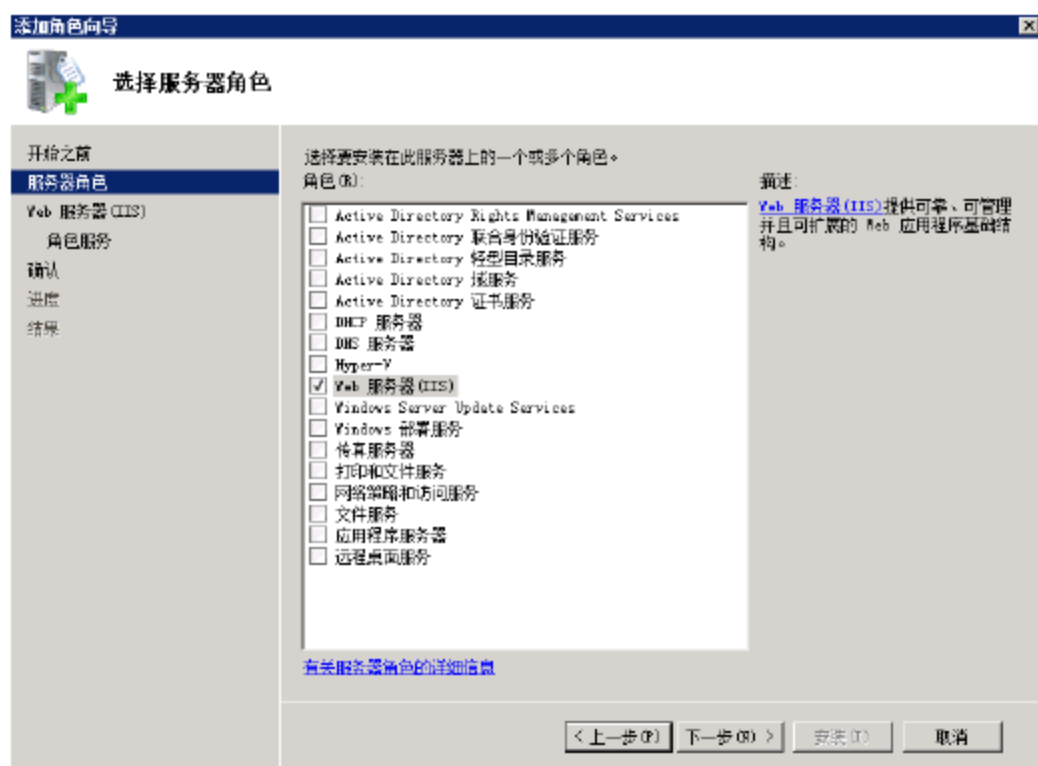 添加角色向导
选择服务器角色
开始之前
服务器角色
Web 服务器(IIS)
角色服务
确认
进度
结果
选择要安装在此服务器上的一个或多个角色。
角色(R):
Active Directory Rights Management Services
Active Directory 联合身份验证服务
Active Directory 轻型目录服务
Active Directory 域服务
Active Directory 证书服务
DHCP 服务器
DNS 服务器
Hyper-V
Web 服务器(IIS)
Windows Server Update Services
Windows 部署服务
传真服务器
打印和文件服务
网络策略和访问服务
文件服务
应用程序服务器
远程桌面服务
有关服务器角色的详细信息
描述:
Web 服务器(IIS)提供可靠、可管理
并且可扩展的 Web 应用程序基础结
构。
< 上一步(P)
下一步(N) >
安装(I)
取消